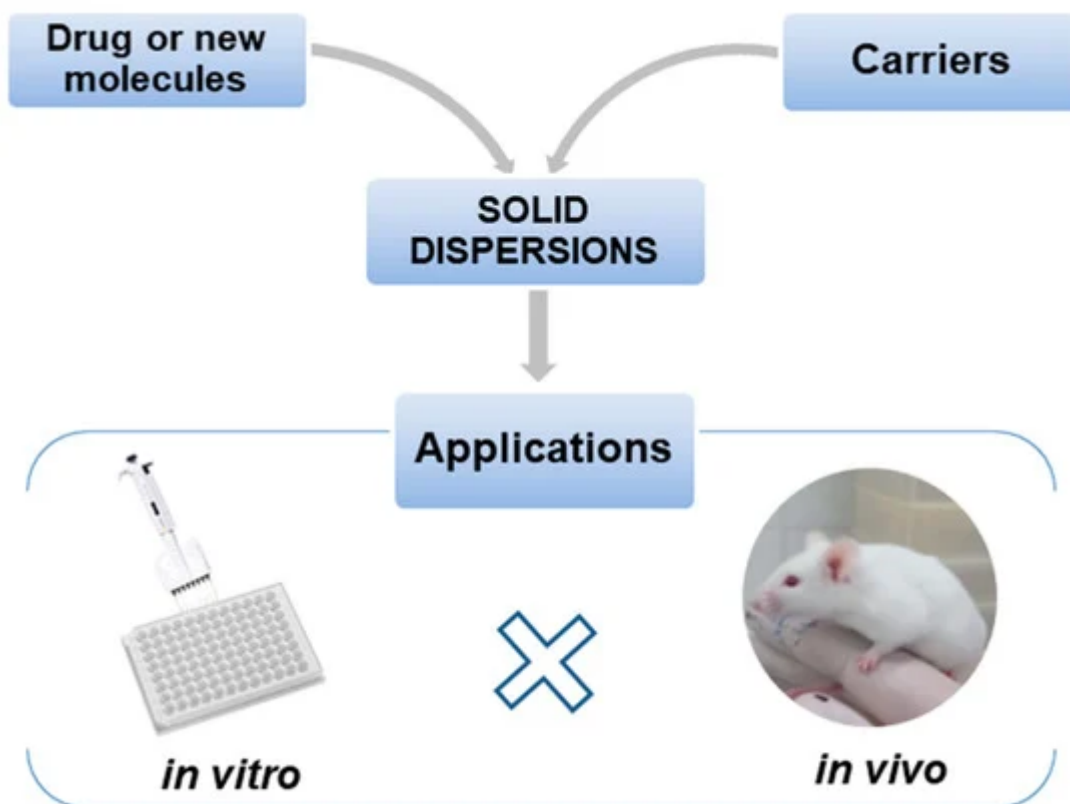 Drug or new
molecules
Carriers
SOLID
DISPERSIONS
Applications
in vitro
in vivo